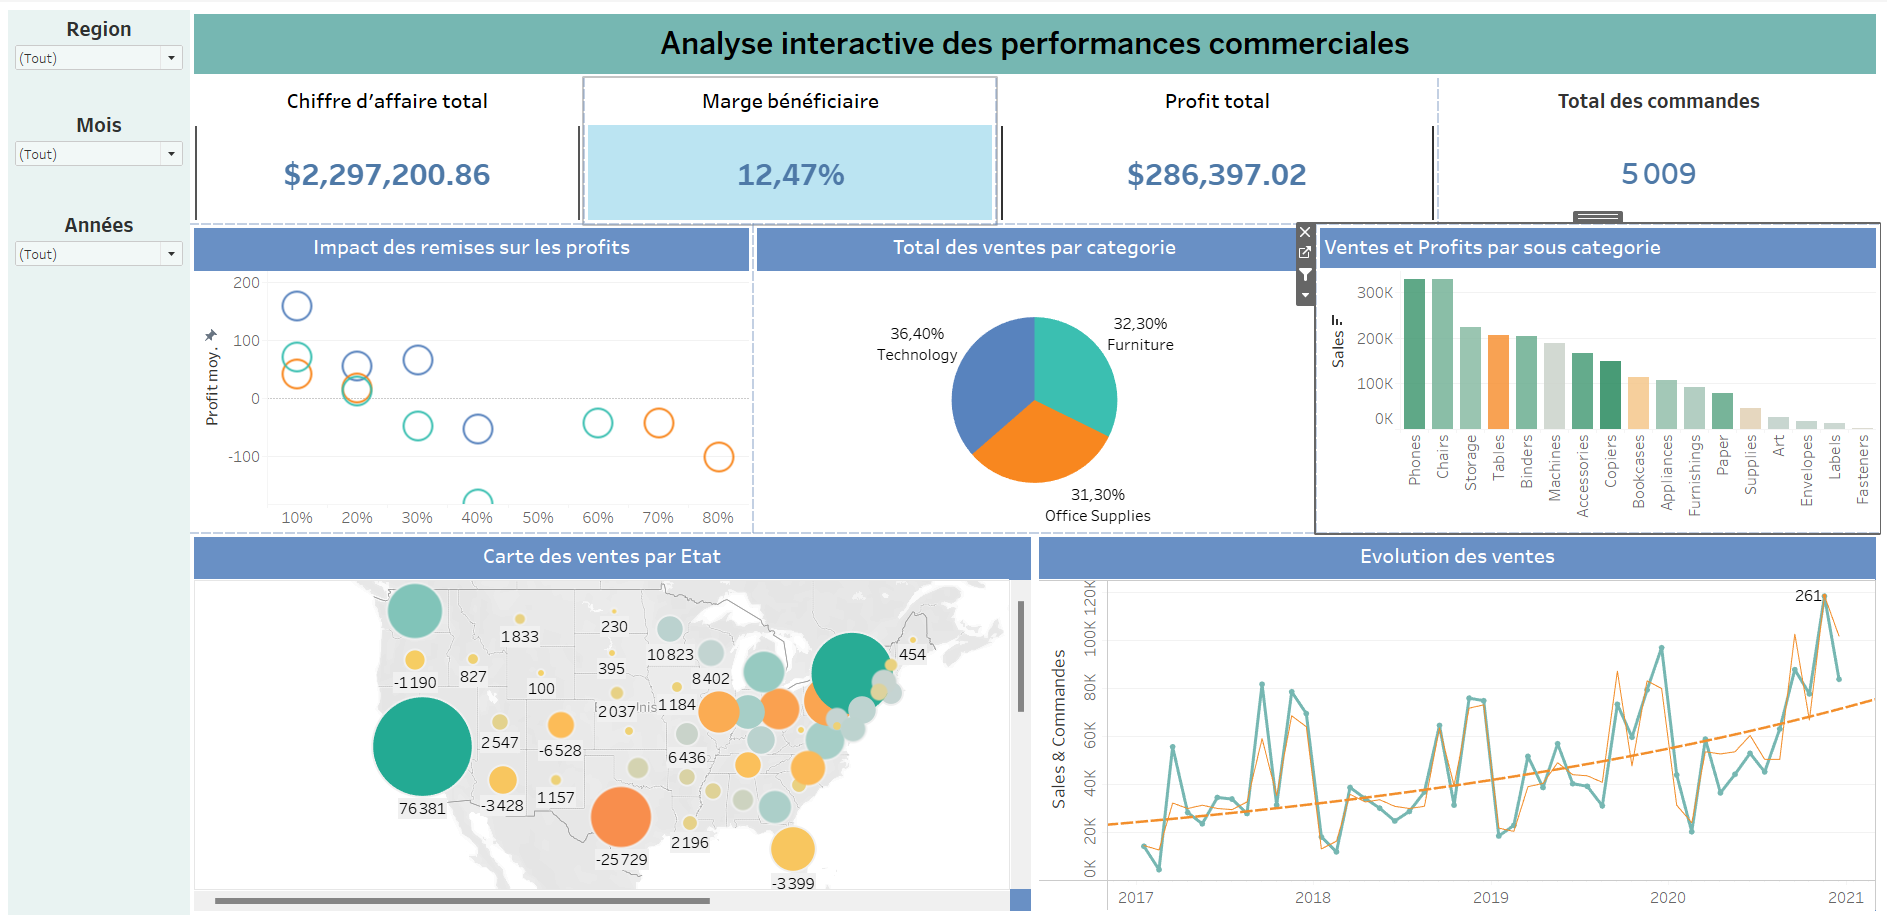 Region
(Tout)
Mois
(Tout)
Années
(Tout)
Analyse interactive des performances commerciales
Chiffre d’affaire total
$2,297,200.86
Marge bénéficiaire
12,47%
Profit total
$286,397.02
Total des commandes
5 009
Impact des remises sur les profits
Profit moy.
200
100
0
-100
10% 20% 30% 40% 50% 60% 70% 80%
Total des ventes par categorie
36,40%
Technology
32,30%
Furniture
31,30%
Office Supplies
Ventes et Profits par sous categorie
Sales
300K
200K
100K
0K
Phones
Chairs
Storage
Tables
Binders
Machines
Accessories
Copiers
Bookcases
Appliances
Furnishings
Paper
Supplies
Art
Envelopes
Labels
Fasteners
Carte des ventes par Etat
1 833
230
454
10 823
-1190
827
395
8 402
100
2 037
1 184
2 547
-6 528
6 436
-3 428
1 157
76 381
2 196
-25 729
-3 399
Evolution des ventes
Sales & Commandes
120K
100K
80K
60K
40K
20K
0K
261
2017 2018 2019 2020 2021